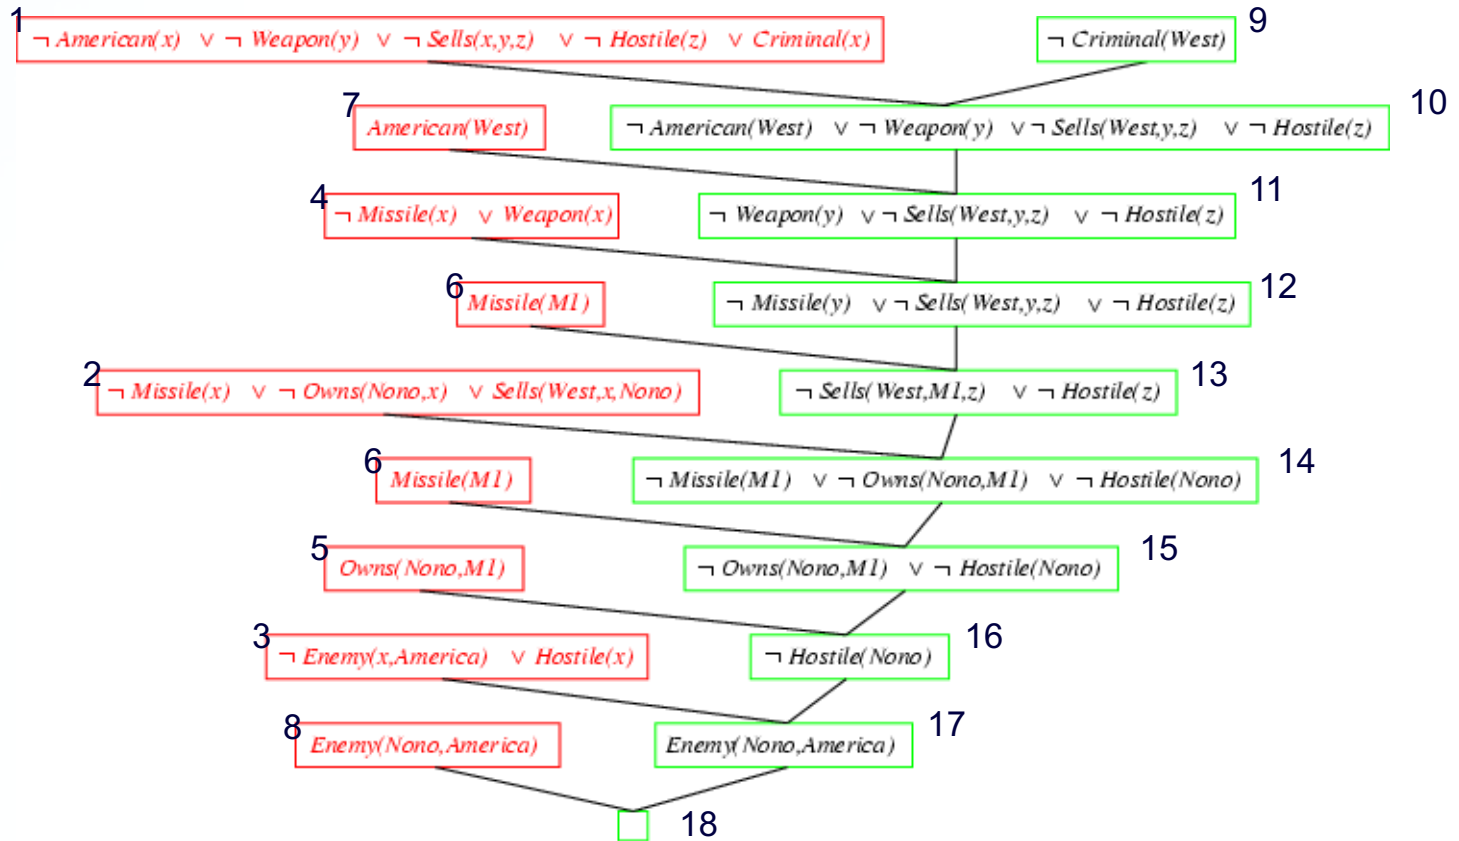 1 ¬ American(x) ∨ ¬ Weapon(y) ∨ ¬ Sells(x,y,z) ∨ ¬ Hostile(z) ∨ Criminal(x) ¬ Criminal(West) 9
7 American(West) ¬ American(West) ∨ ¬ Weapon(y) ∨ ¬ Sells(West,y,z) ∨ ¬ Hostile(z) 10
4 ¬ Missile(x) ∨ Weapon(x) ¬ Weapon(y) ∨ ¬ Sells(West,y,z) ∨ ¬ Hostile(z) 11
6 Missile(M1) ¬ Missile(y) ∨ ¬ Sells(West,y,z) ∨ ¬ Hostile(z) 12
2 ¬ Missile(x) ∨ ¬ Owns(Nono,x) ∨ Sells(West,x,Nono) ¬ Sells(West,M1,z) ∨ ¬ Hostile(z) 13
6 Missile(M1) ¬ Missile(M1) ∨ ¬ Owns(Nono,M1) ∨ ¬ Hostile(Nono) 14
5 Owns(Nono,M1) ¬ Owns(Nono,M1) ∨ ¬ Hostile(Nono) 15
3 ¬ Enemy(x,America) ∨ Hostile(x) ¬ Hostile(Nono) 16
8 Enemy(Nono,America) Enemy(Nono,America) 17
18